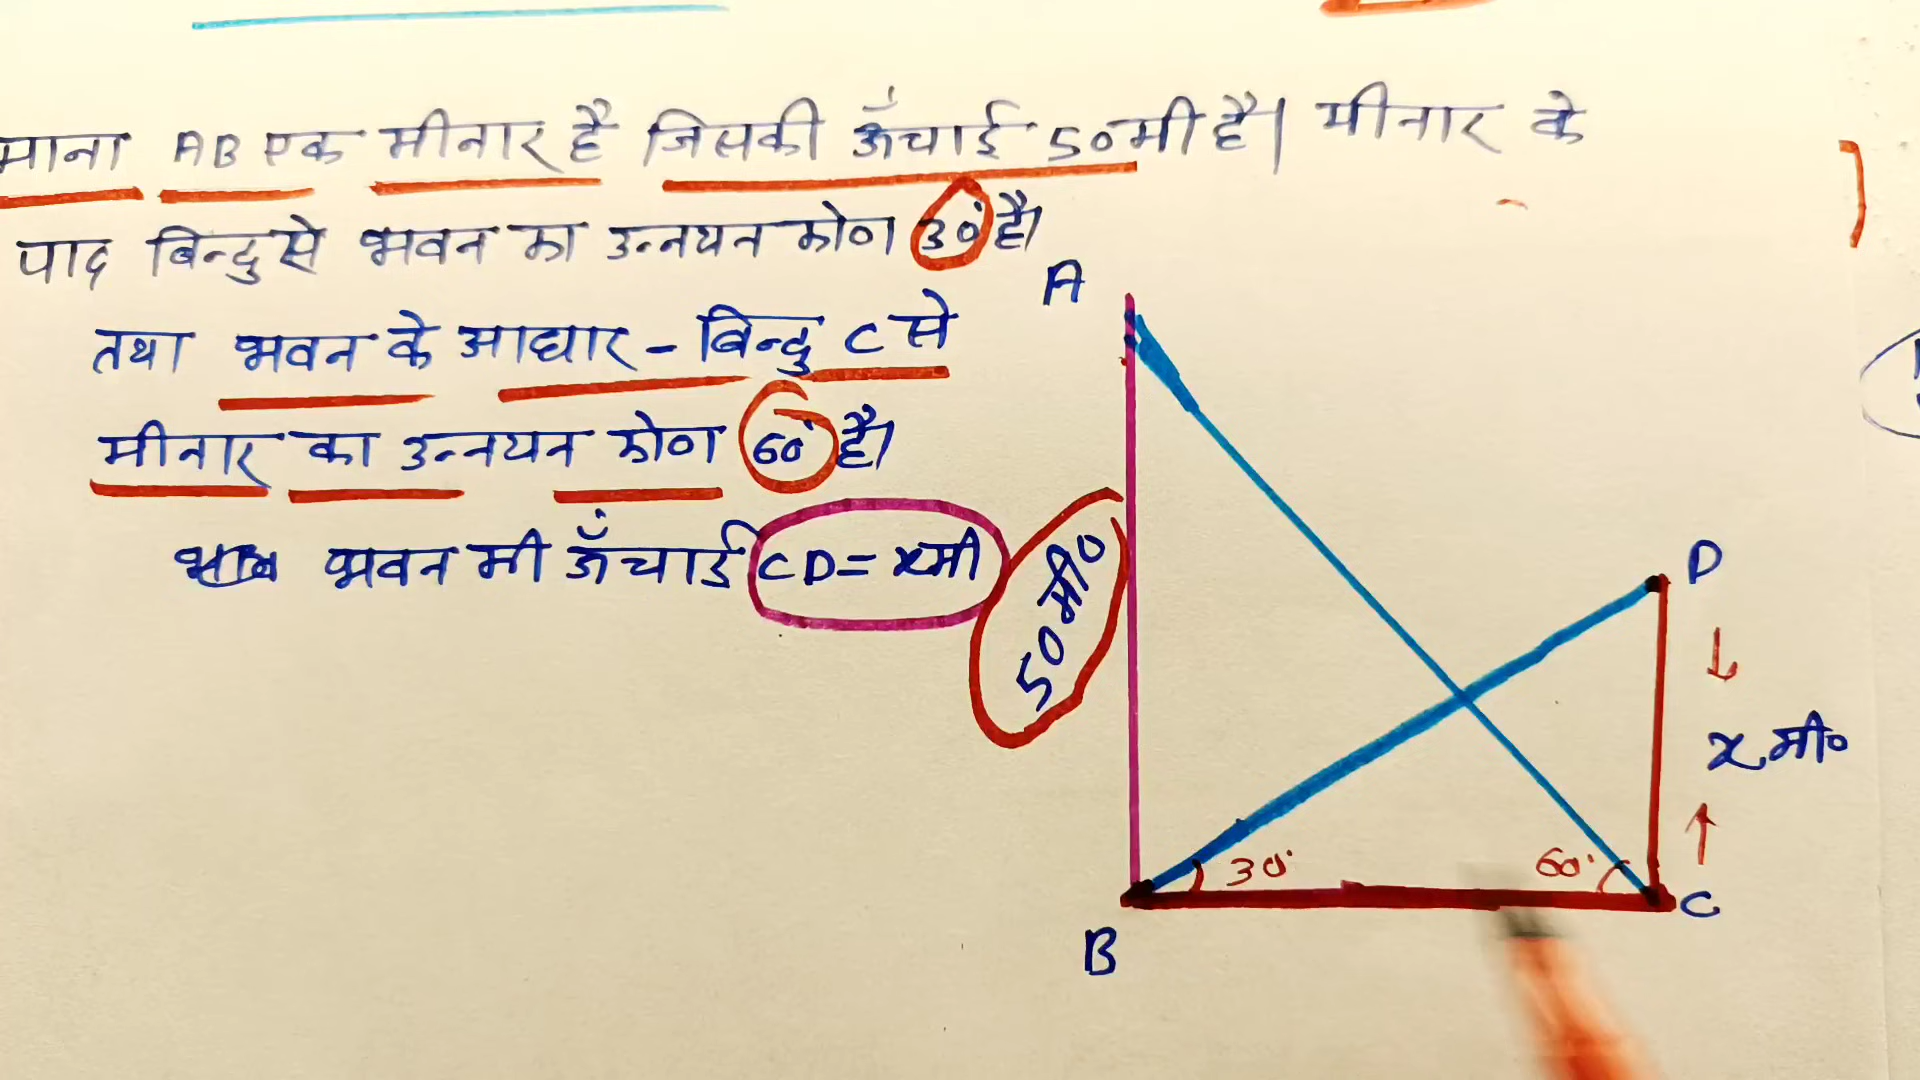 माना AB एक मीनार है जिसकी ऊँचाई 50मी है। मीनार के
पाद बिन्दु से भवन का उन्नयन कोण 30° है।
तथा भवन के आधार - बिन्दु C से
मीनार का उन्नयन कोण 60° है।
भवन की ऊँचाई CD = xमी
A
50 मी०
D
x मी०
30°
60°
C
B